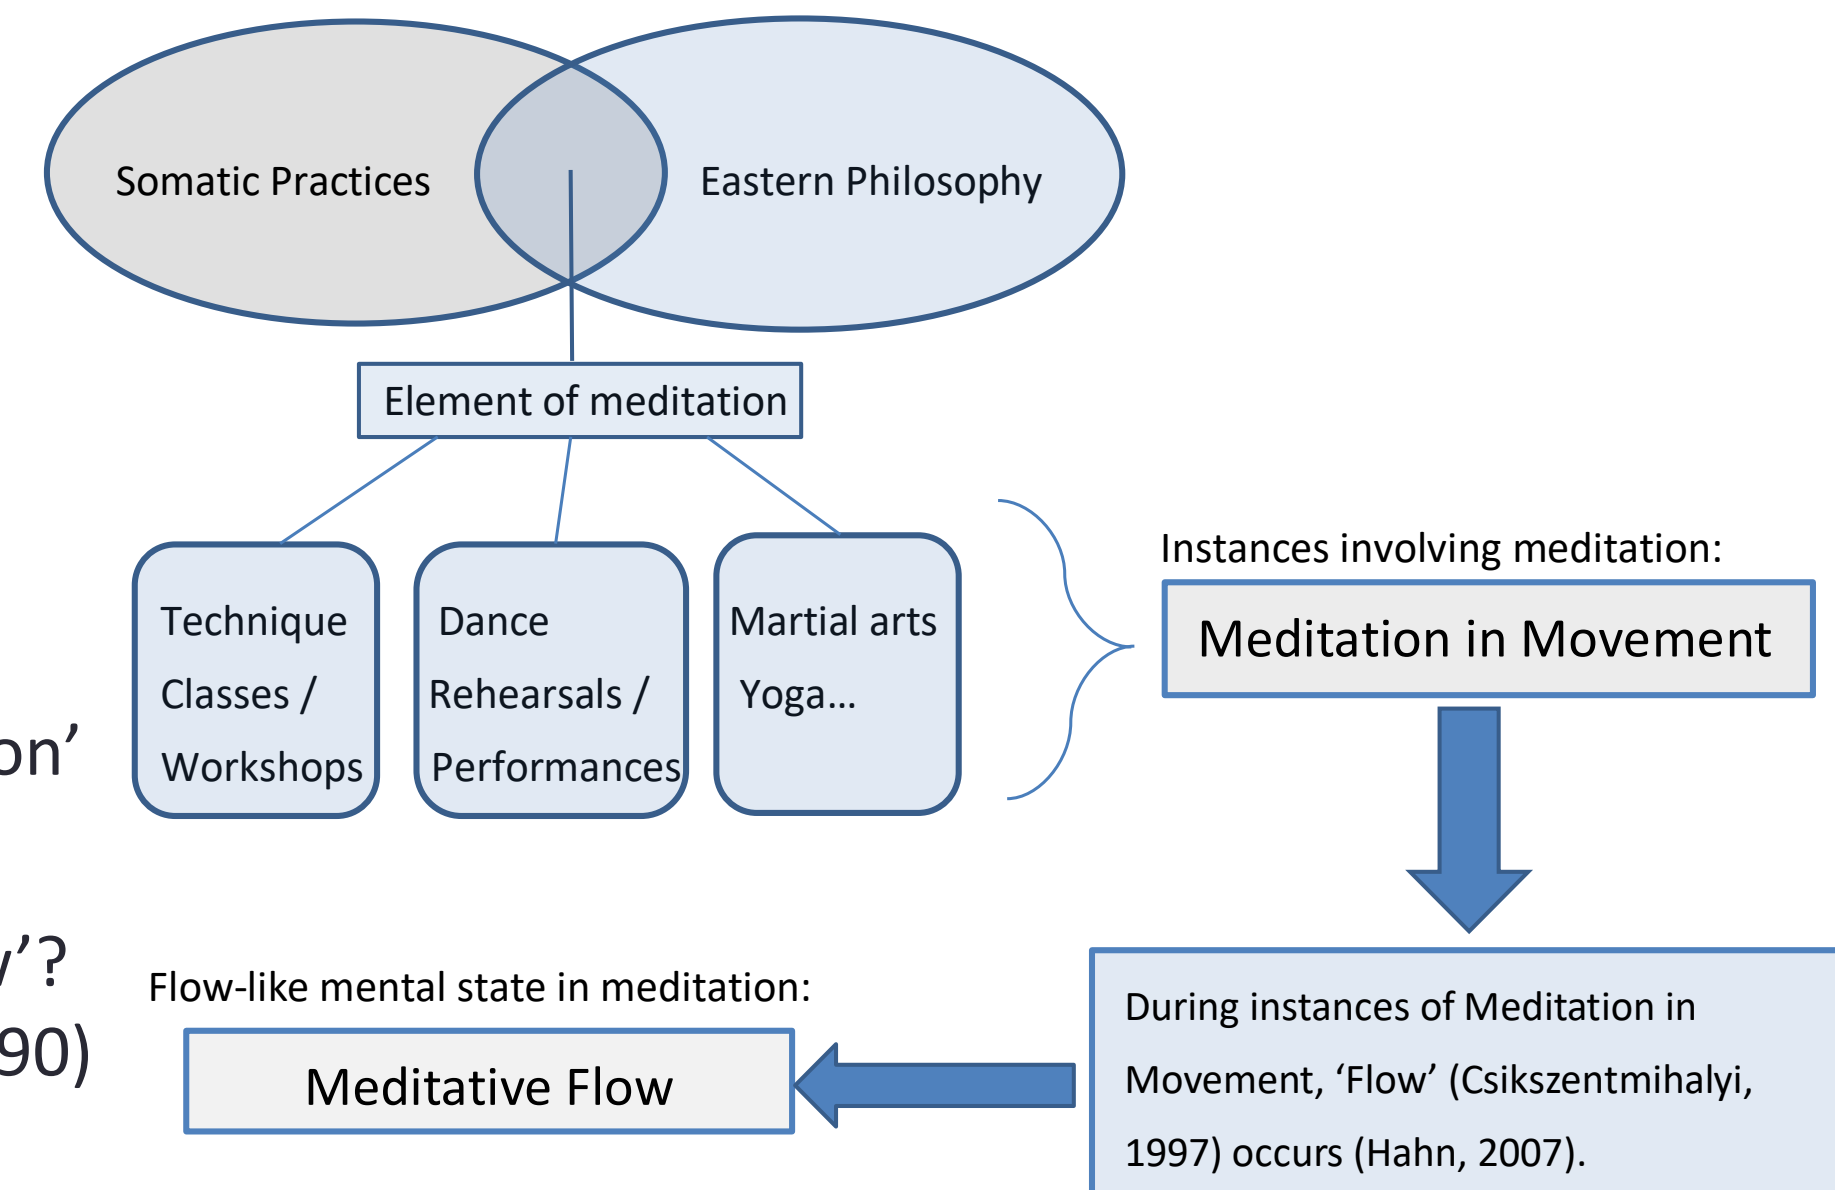 Somatic Practices
Eastern Philosophy
Element of meditation
Technique
Classes /
Workshops
Dance
Rehearsals /
Performances
Martial arts
Yoga...
Instances involving meditation:
Meditation in Movement
During instances of Meditation in
Movement, ‘Flow’ (Csikszentmihalyi,
1997) occurs (Hahn, 2007).
Flow-like mental state in meditation:
Meditative Flow
on’
’?
90)